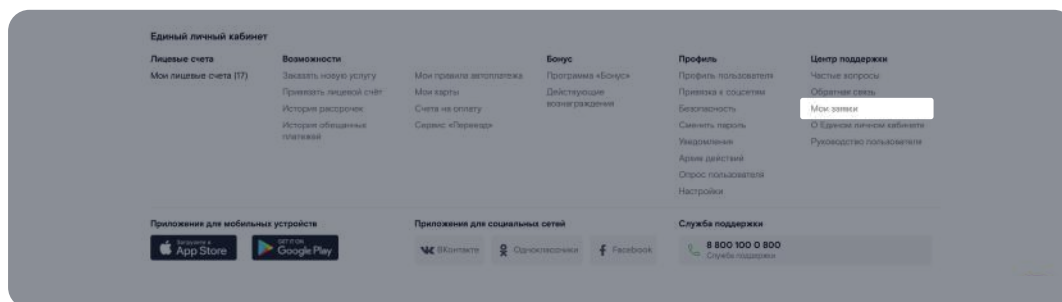 Единый личный кабинет
Лицевые счета
Мои лицевые счета (17)
Возможности
Заказать новую услугу
Привязать лицевой счёт
История рассрочек
История обещанных
платежей
Мои правила автоплатежа
Мои карты
Счета на оплату
Сервис «Переезд»
Бонус
Программа «Бонус»
Действующие
вознаграждения
Профиль
Профиль пользователя
Привязка к соцсетям
Безопасность
Сменить пароль
Уведомления
Архив действий
Опрос пользователя
Настройки
Центр поддержки
Частые вопросы
Обратная связь
Мои заявки
О Едином личном кабинете
Руководство пользователя
Приложение для мобильных устройств
Загрузите в
App Store
GET IT ON
Google Play
Приложения для социальных сетей
ВКонтакте
Одноклассники
Facebook
Служба поддержки
8 800 100 0 800
Служба поддержки